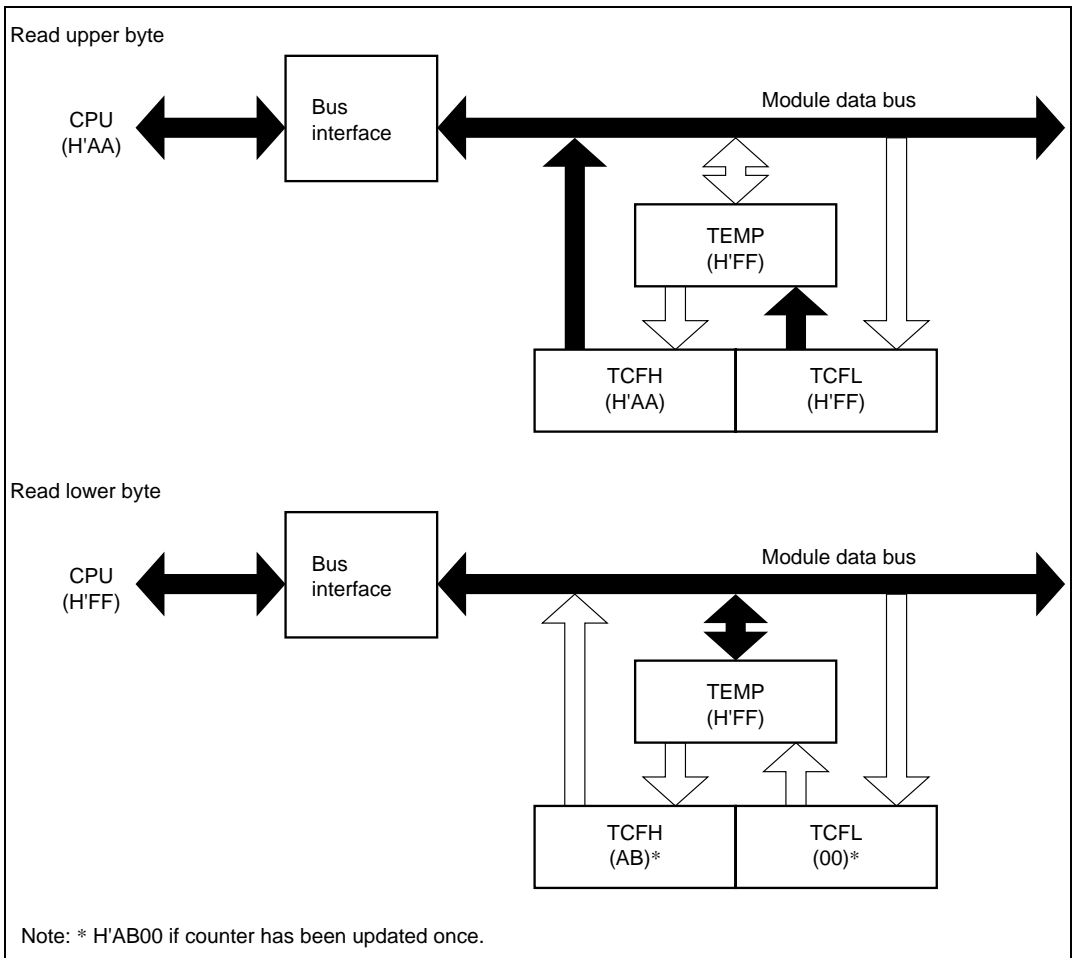 Read upper byte
CPU
(H'AA)
Bus
interface
Module data bus
TEMP
(H'FF)
TCFH
(H'AA)
TCFL
(H'FF)
Read lower byte
CPU
(H'FF)
Bus
interface
Module data bus
TEMP
(H'FF)
TCFH
(AB)*
TCFL
(00)*
Note: * H'AB00 if counter has been updated once.